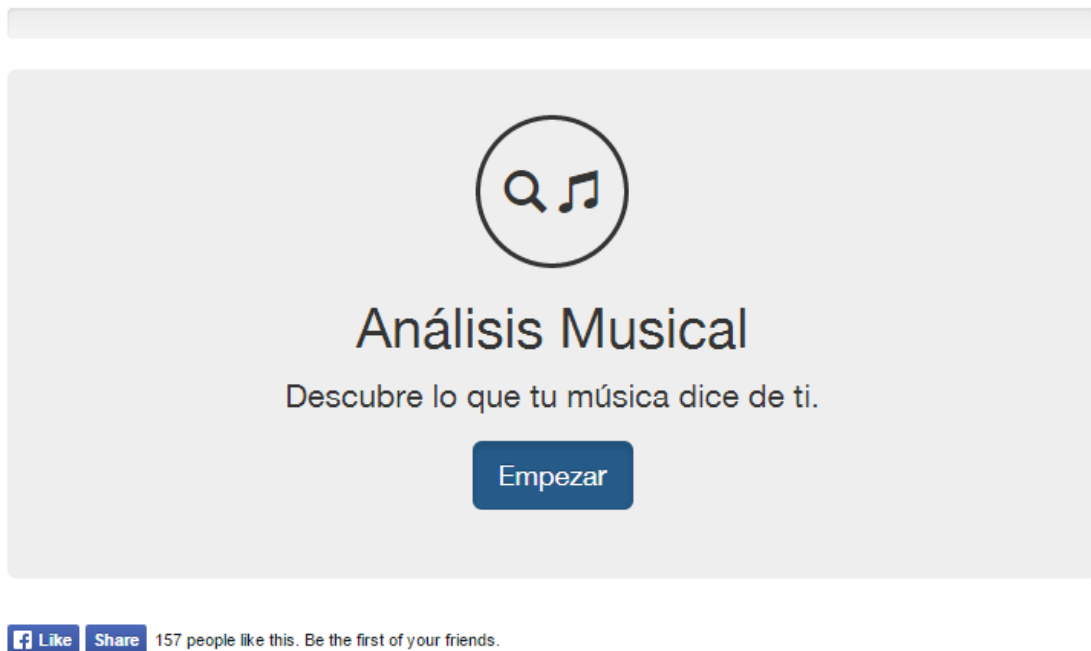 Análisis Musical
Descubre lo que tu música dice de ti.
Empezar
Like Share 157 people like this. Be the first of your friends.